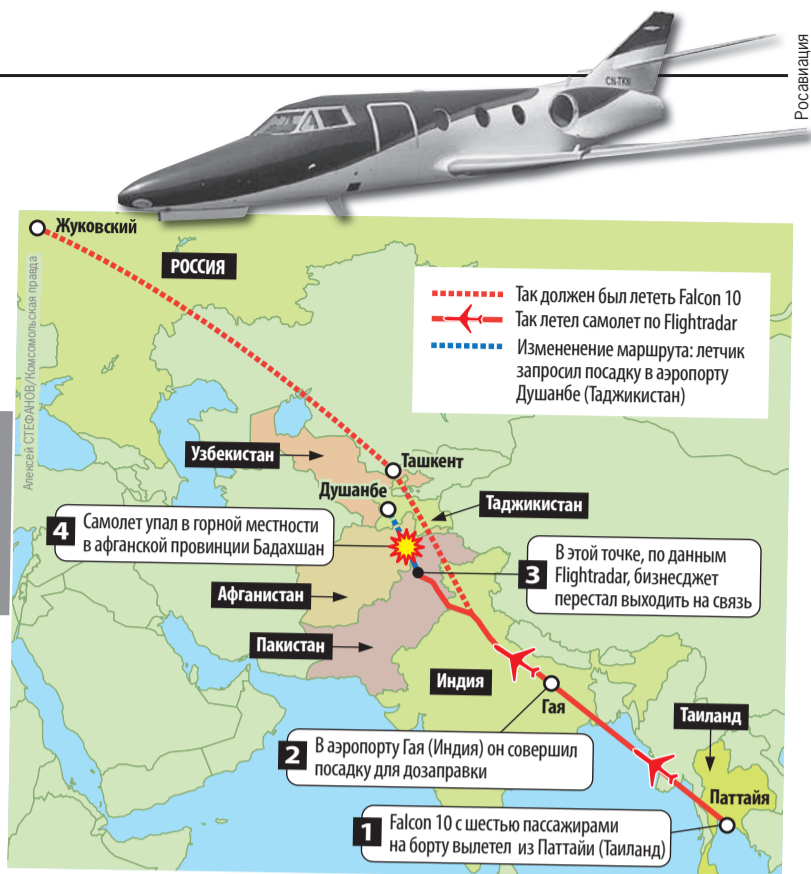 Росавиация
CN-TKN
Жуковский
РОССИЯ
Так должен был лететь Falcon 10
Так летел самолет по Flightradar
Измененение маршрута: летчик
запросил посадку в аэропорту
Душанбе (Таджикистан)
Алексей СТЕФАНОВ/Комсомольская правда
Узбекистан
Ташкент
Душанбе
Таджикистан
4 Самолет упал в горной местности
в афганской провинции Бадахшан
3 В этой точке, по данным
Flightradar, бизнесджет
перестал выходить на связь
Афганистан
Пакистан
ИНДИЯ
Гая
Таиланд
2 В аэропорту Гая (Индия) он совершил
посадку для дозаправки
Паттайя
1 Falcon 10 с шестью пассажирами
на борту вылетел из Паттайи (Таиланд)